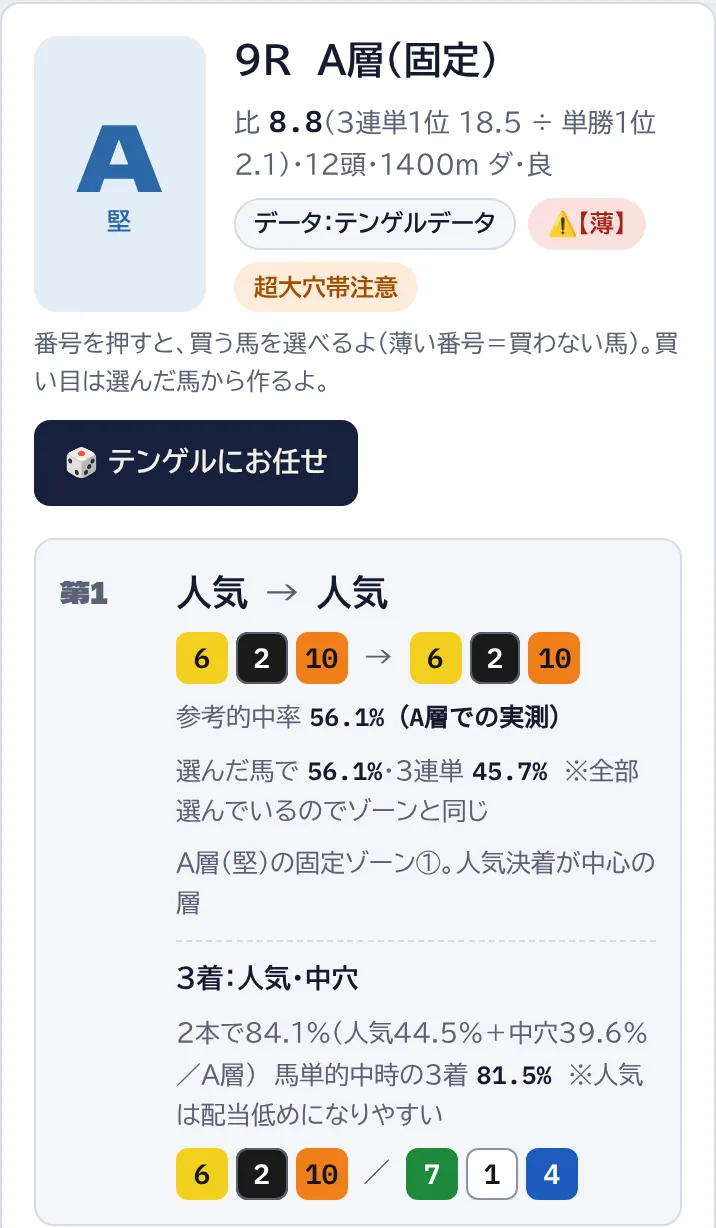 A
堅
9R A層(固定)
比 8.8(3連単1位 18.5 ÷ 単勝1位
2.1)・12頭・1400m ダ・良
データ:テンゲルデータ
⚠️【薄】
超大穴帯注意
番号を押すと、買う馬を選べるよ(薄い番号=買わない馬)。買
い目は選んだ馬から作るよ。
🎲 テンゲルにお任せ
第1
人気 → 人気
6 2 10 → 6 2 10
参考的中率 56.1% (A層での実測)
選んだ馬で 56.1%・3連単 45.7% ※全部
選んでいるのでゾーンと同じ
A層(堅)の固定ゾーン①。人気決着が中心の
層
3着:人気・中穴
2本で84.1%(人気44.5%+中穴39.6%
/A層) 馬単的中時の3着 81.5% ※人気
は配当低めになりやすい
6 2 10 / 7 1 4